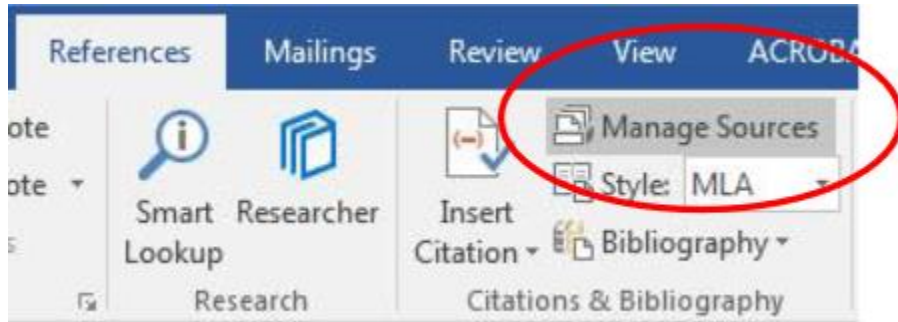 References Mailings Review View ACROBA
ote
Manage Sources
ote
Style: MLA
Smart Researcher Insert
Lookup Citation Bibliography
s
Research Citations & Bibliography